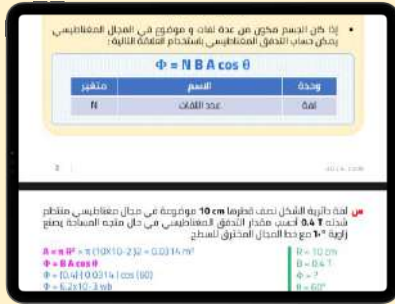 إذا كان الجسم مكون من عدة لفات و موضوع في المجال المغناطيسي
يمكن حساب التدفق المغناطيسي باستخدام العلاقة التالية :
Φ = N B A cos θ
وحدة الاسم متغير
لفة عدد اللفات N
س لفة دائرية الشكل نصف قطرها 10 cm موضوعة في مجال مغناطيسي منتظم
شدته 0.4 T أحسب مقدار التدفق المغناطيسي في حال متجه المساحة يصنع
زاوية ٦٠° مع خط المجال المخترق للسطح
A = π R² = π (10X10-2)2 = 0.0314 m²
R = 10 cm
Φ = B A cos θ
B = 0.4 T
Φ = (0.4) (0.0314) cos (60)
Φ = ?
Φ = 6.2x10-3 wb
θ = 60°